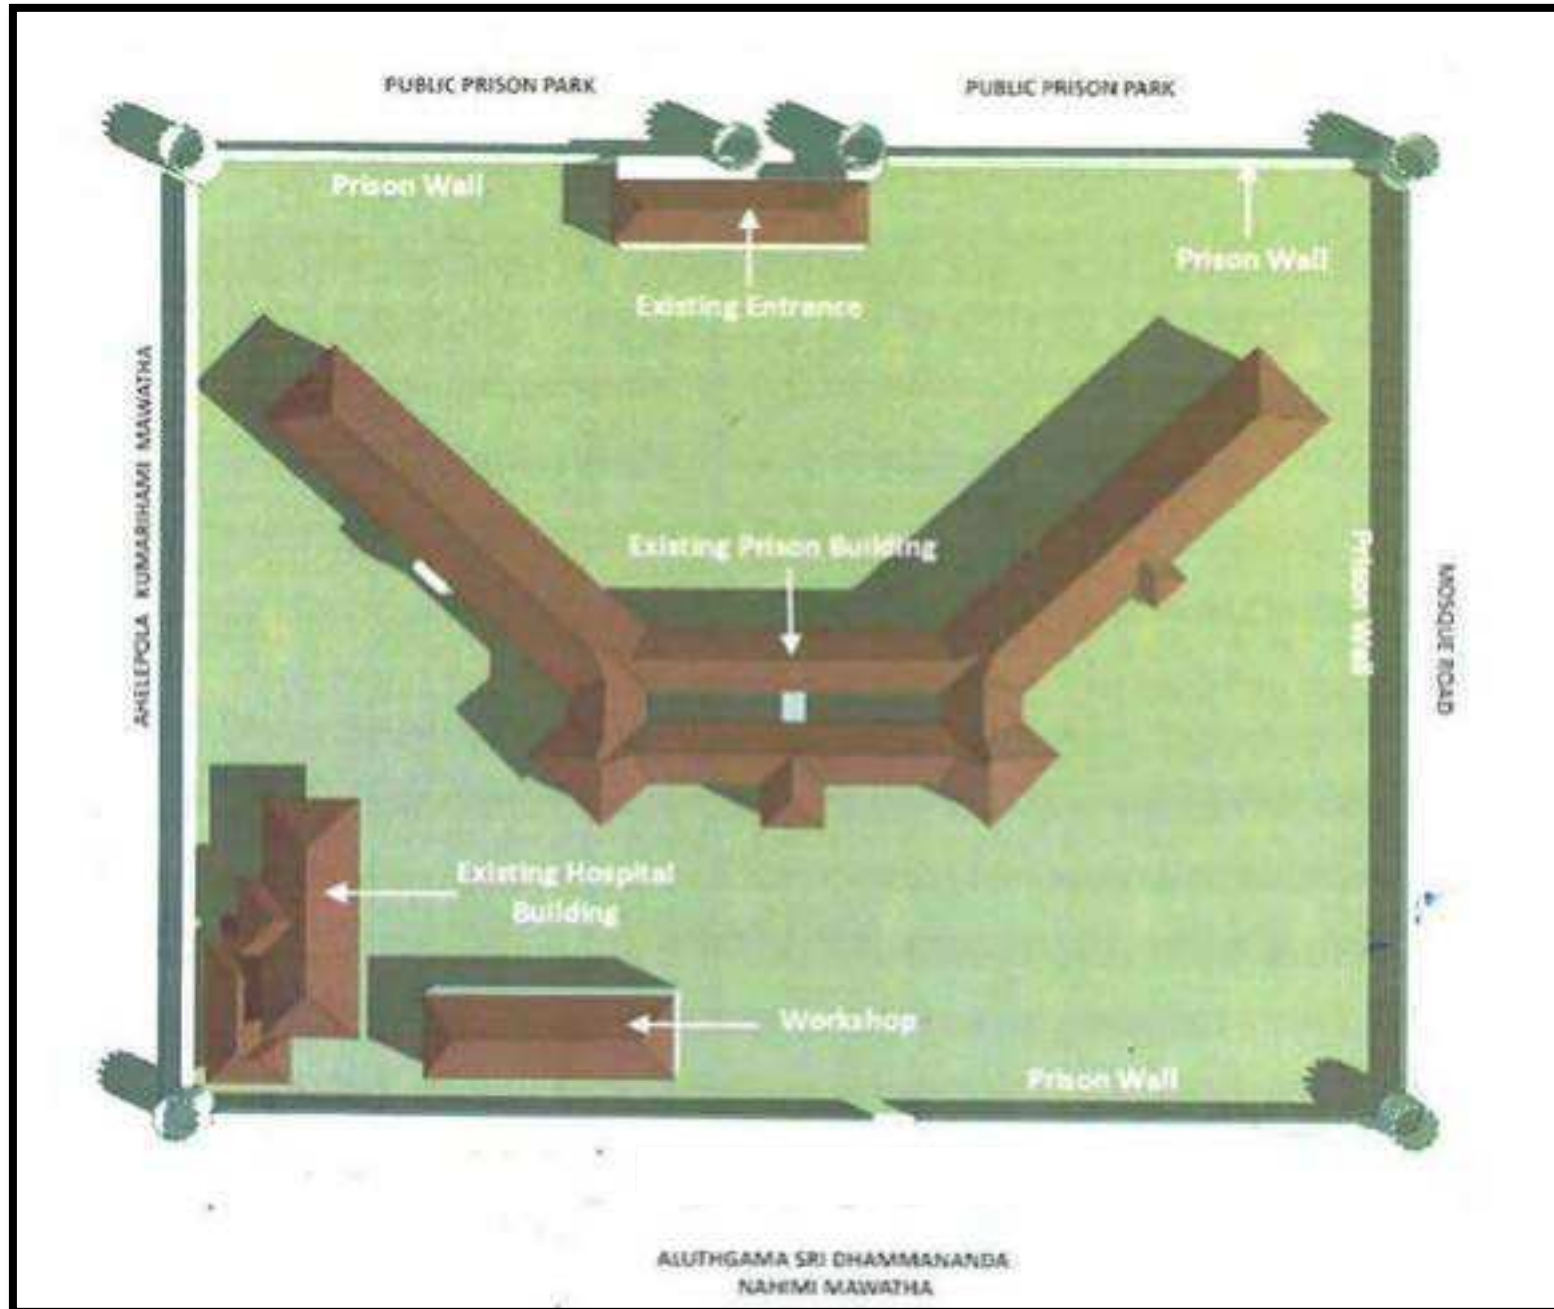 PUBLIC PRISON PARK
PUBLIC PRISON PARK
Prison Wall
Prison Wall
Existing Entrance
AHELEPOLA KUMARIHAMI MAWATHA
Existing Prison Building
Prison Wall
MOSQUE ROAD
Existing Hospital
Building
Workshop
Prison Wall
ALUTHGAMA SRI DHAMMANANDA
NAHIMI MAWATHA